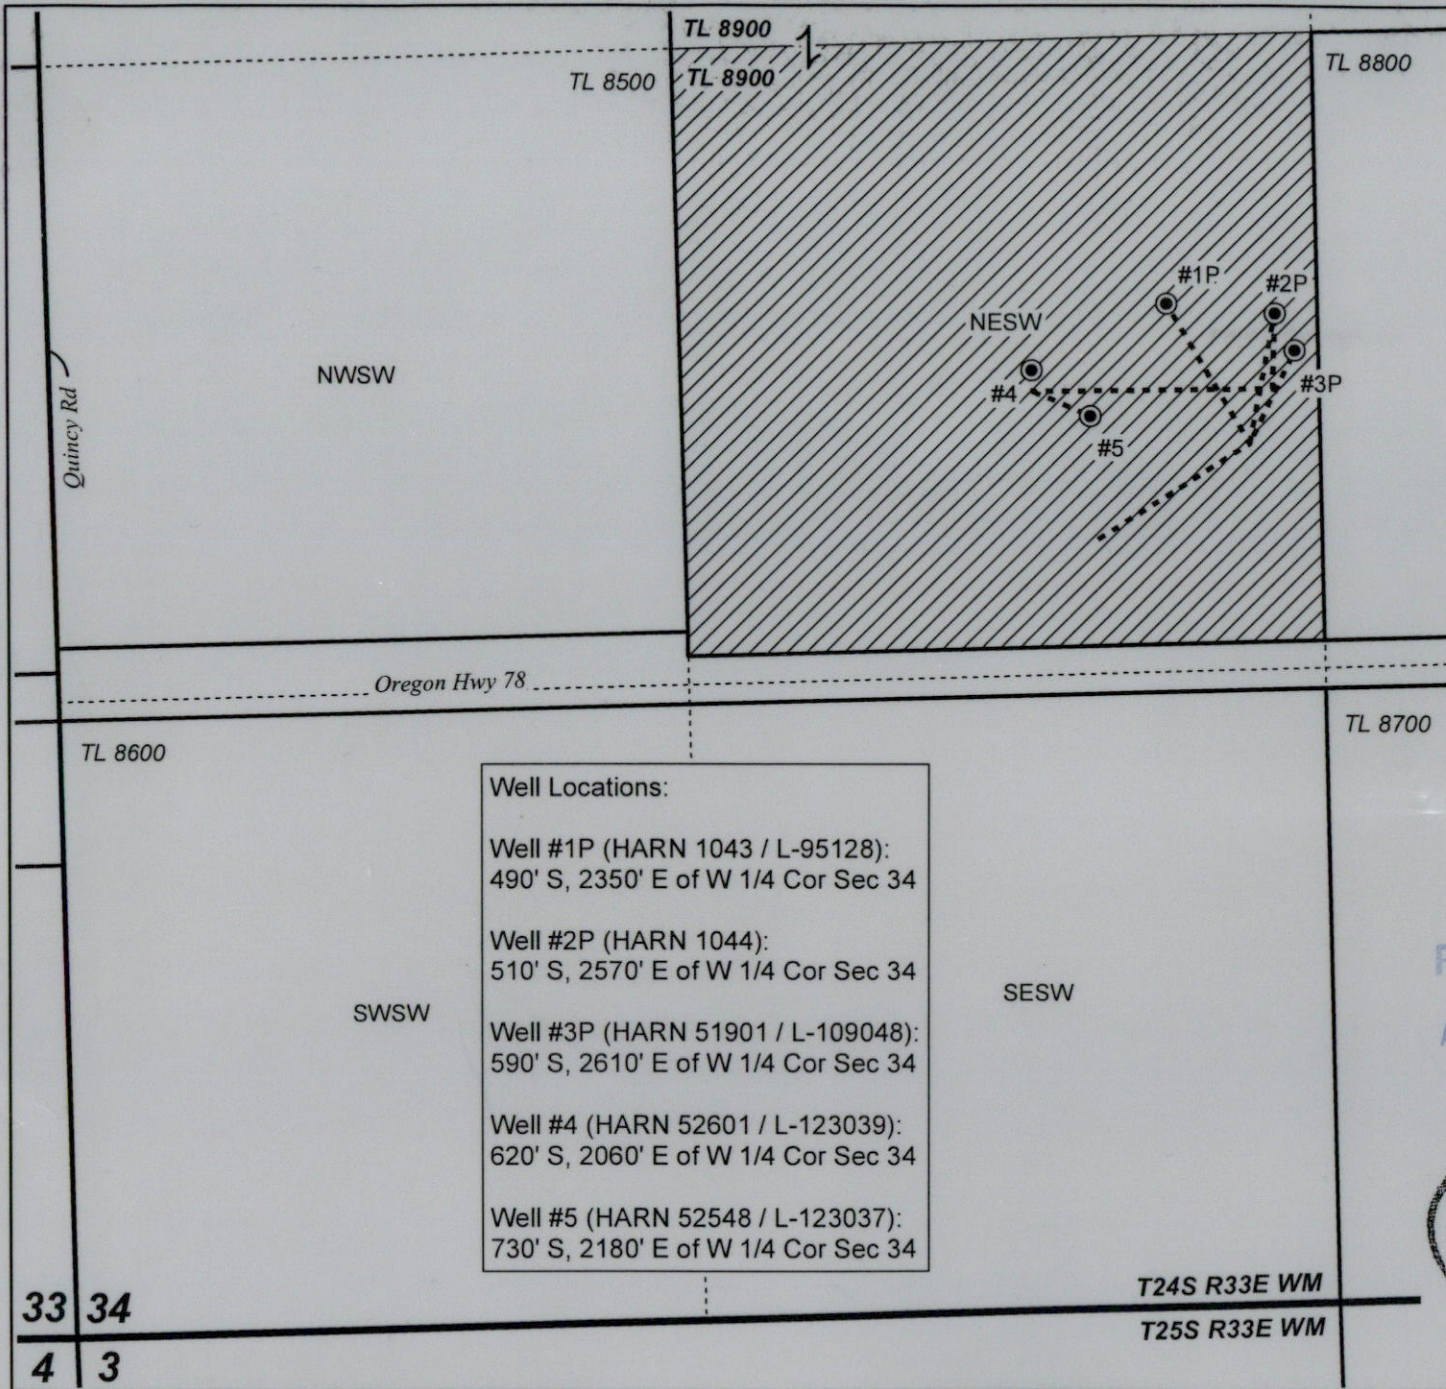 TL 8900
TL 8500
TL 8900
TL 8800
#1P
#2P
NESW
NWSW
#4
#3P
Quincy Rd
#5
Oregon Hwy 78
TL 8600
TL 8700
Well Locations:
Well #1P (HARN 1043 / L-95128):
490' S, 2350' E of W 1/4 Cor Sec 34
Well #2P (HARN 1044):
510' S, 2570' E of W 1/4 Cor Sec 34
Well #3P (HARN 51901 / L-109048):
590' S, 2610' E of W 1/4 Cor Sec 34
Well #4 (HARN 52601 / L-123039):
620' S, 2060' E of W 1/4 Cor Sec 34
Well #5 (HARN 52548 / L-123037):
730' S, 2180' E of W 1/4 Cor Sec 34
SWSW
SESW
T24S R33E WM
33 34
T25S R33E WM
4 3